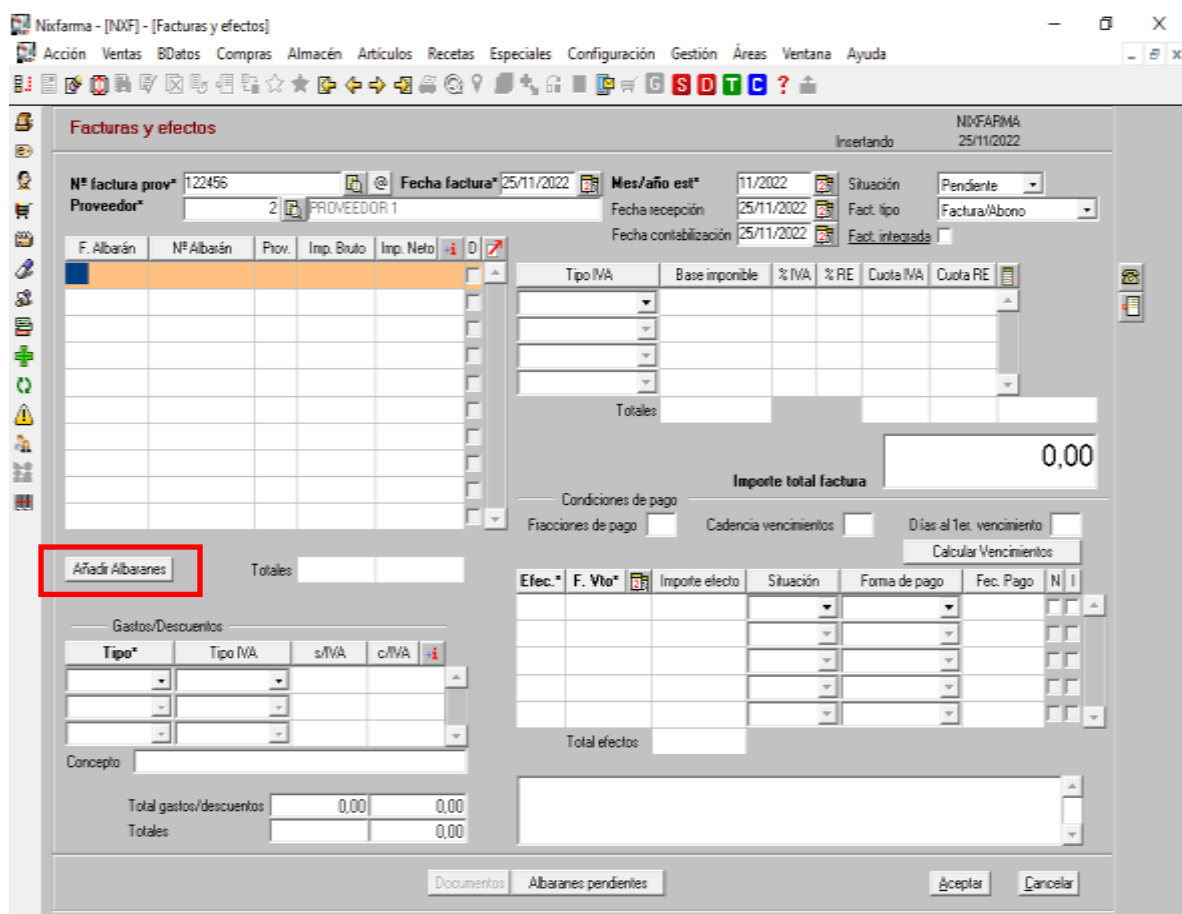 Nixfarma - [NXF] - [Facturas y efectos]
Acción Ventas BDatos Compras Almacén Artículos Recetas Especiales Configuración Gestión Áreas Ventana Ayuda
G S D T C ?
Facturas y efectos
NIXFARMA
Insertando 25/11/2022
Nº factura prov* 122456 @ Fecha factura* 25/11/2022 Mes/año est* 11/2022 Situación Pendiente
Proveedor* 2 PROVEEDOR 1 Fecha recepción 25/11/2022 Fact. tipo Factura/Abono
Fecha contabilización 25/11/2022 Fact. integrada
F. Albarán Nº Albarán Prov. Imp. Bruto Imp. Neto +i D
Tipo IVA Base imponible % IVA % RE Cuota IVA Cuota RE
Totales
0,00
Importe total factura
Condiciones de pago
Fracciones de pago Cadencia vencimientos Días al 1er. vencimiento
Calcular Vencimientos
Añadir Albaranes Totales
Efec.* F. Vto* Importe efecto Situación Forma de pago Fec. Pago N I
Gastos/Descuentos
Tipo* Tipo IVA s/IVA c/IVA +i
Total efectos
Concepto
Total gastos/descuentos 0,00 0,00
Totales 0,00
Documentos Albaranes pendientes Aceptar Cancelar